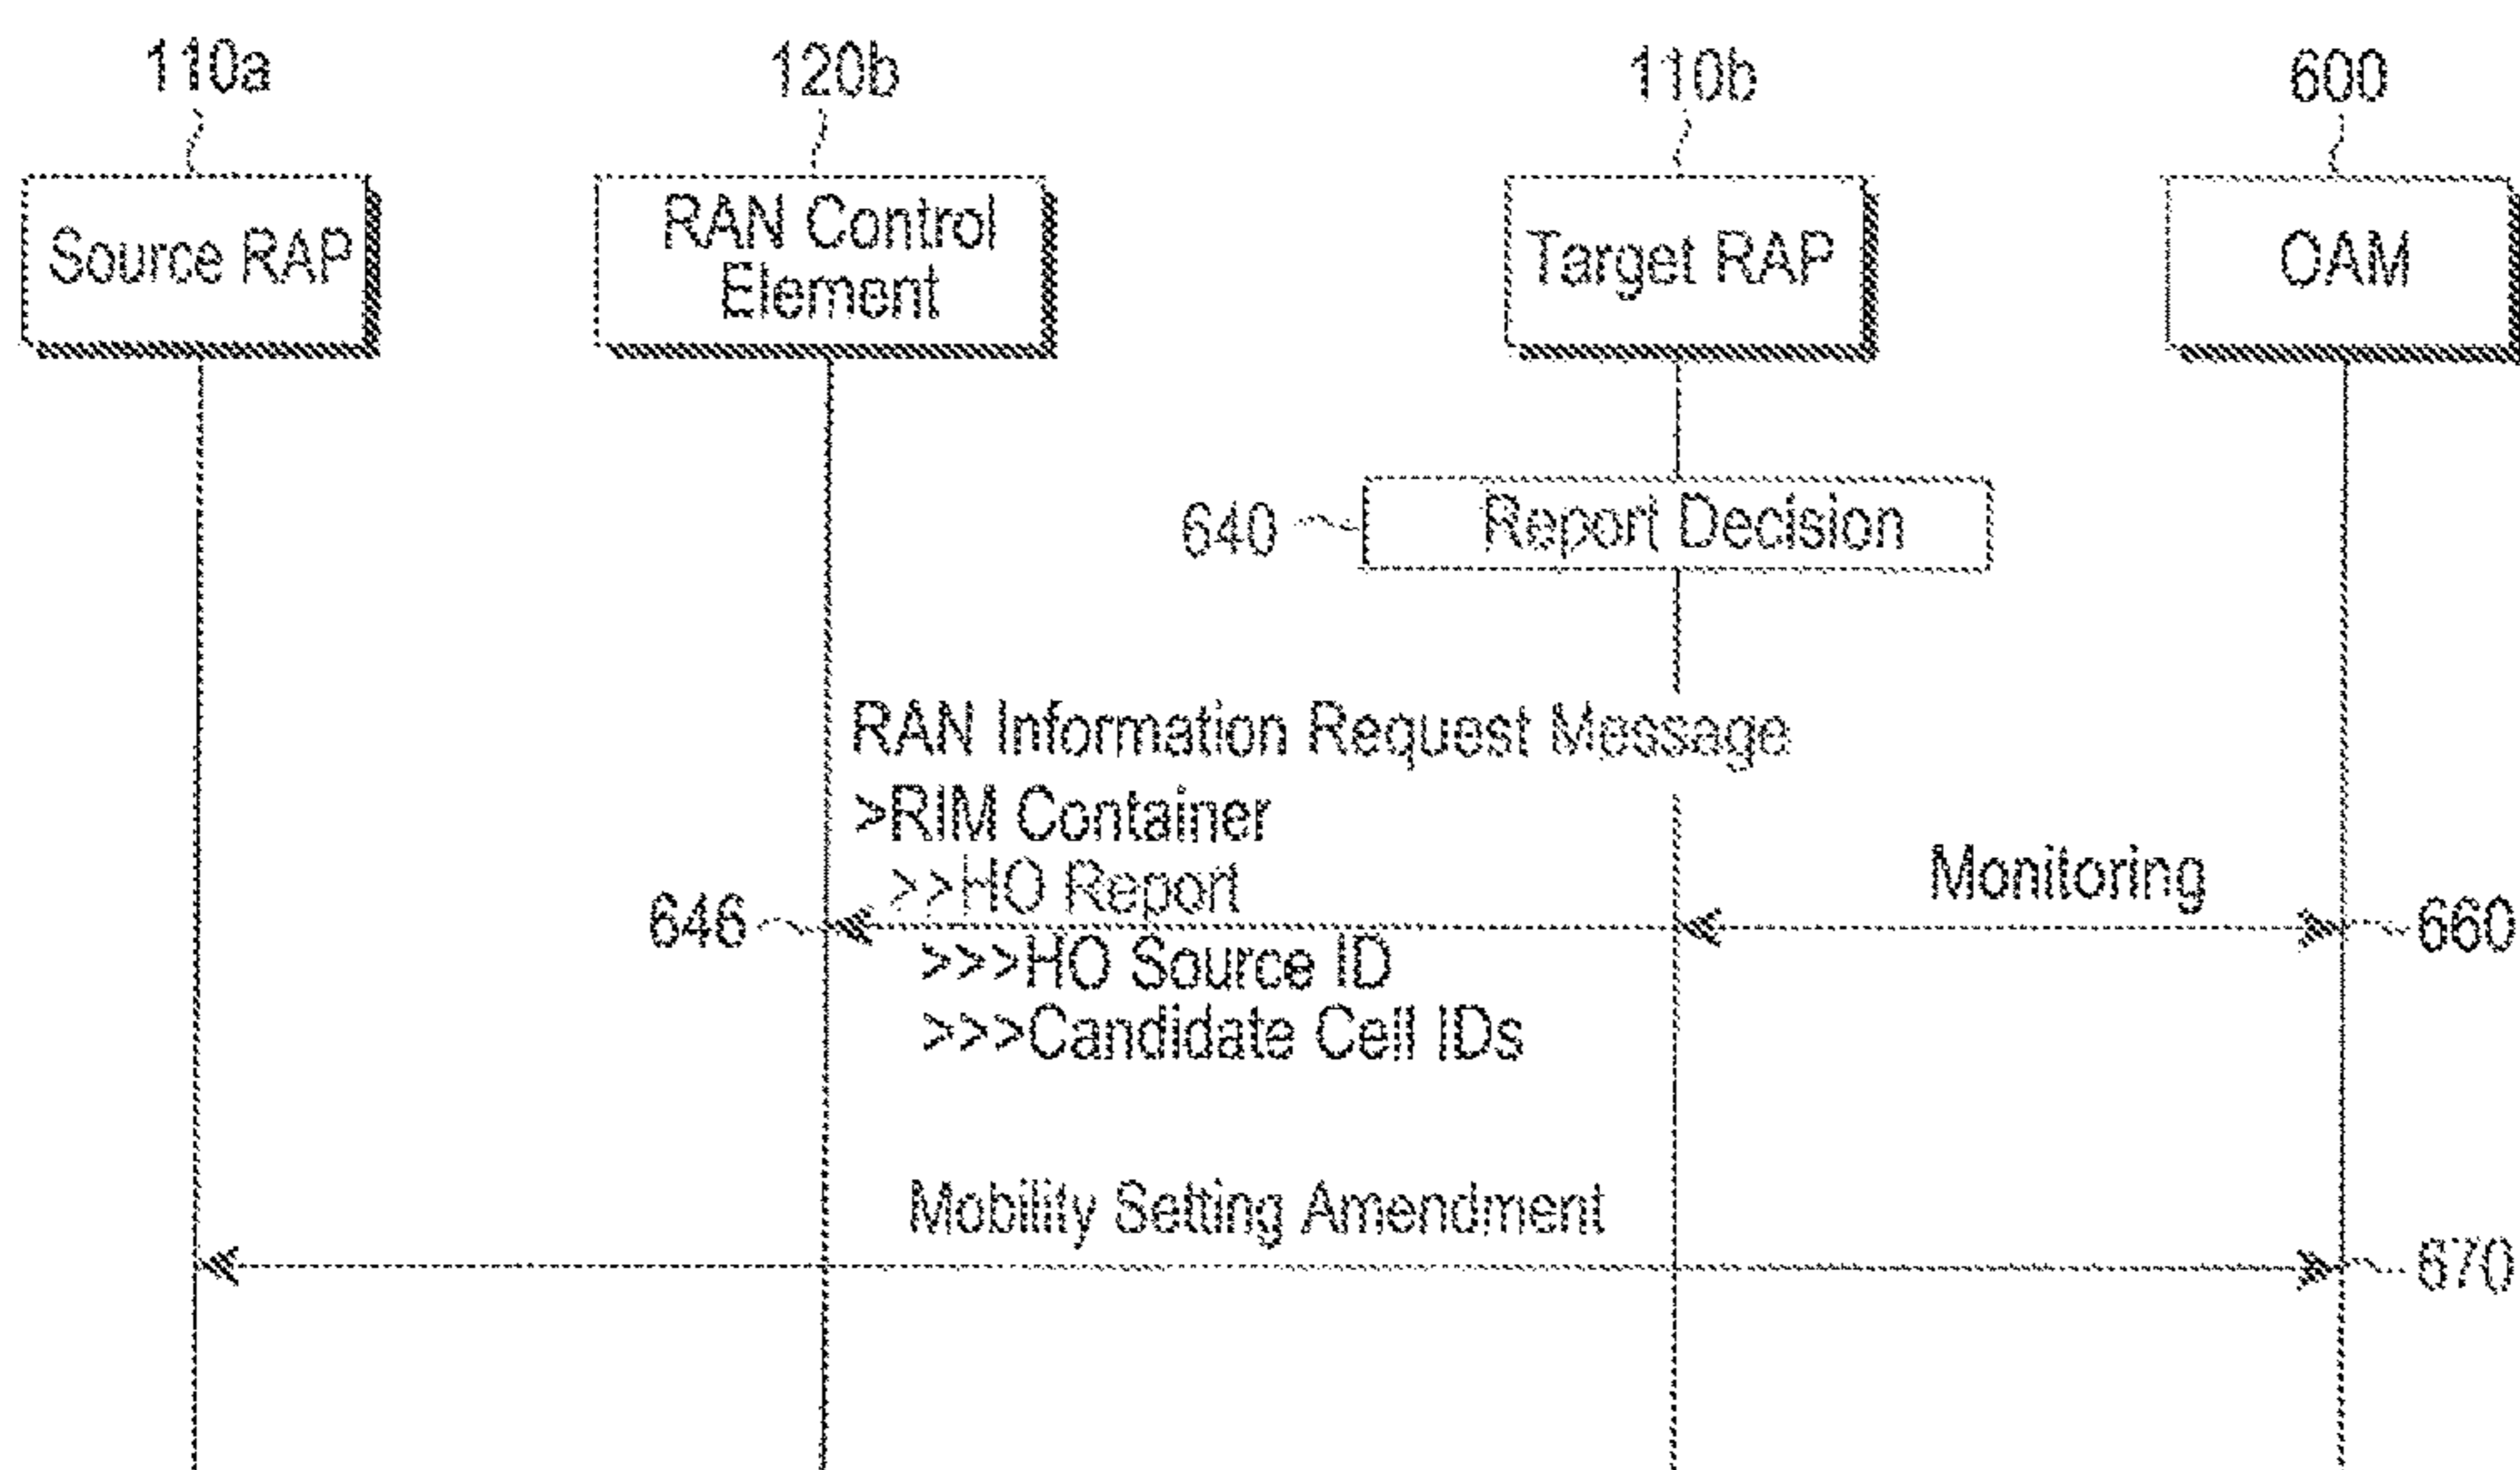 110a
120b
110b
600
Source RAP
RAN Control
Element
Target RAP
OAM
640
Report Decision
RAN Information Request Message
>RIM Container
>>HO Report
Monitoring
646
660
>>>HO Source ID
>>>Candidate Cell IDs
Mobility Setting Amendment
670